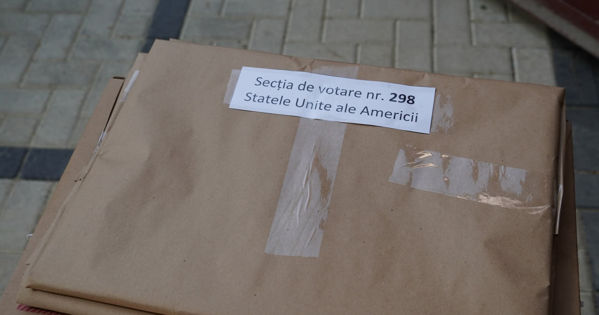 Secția de votare nr. 298
Statele Unite ale Americii